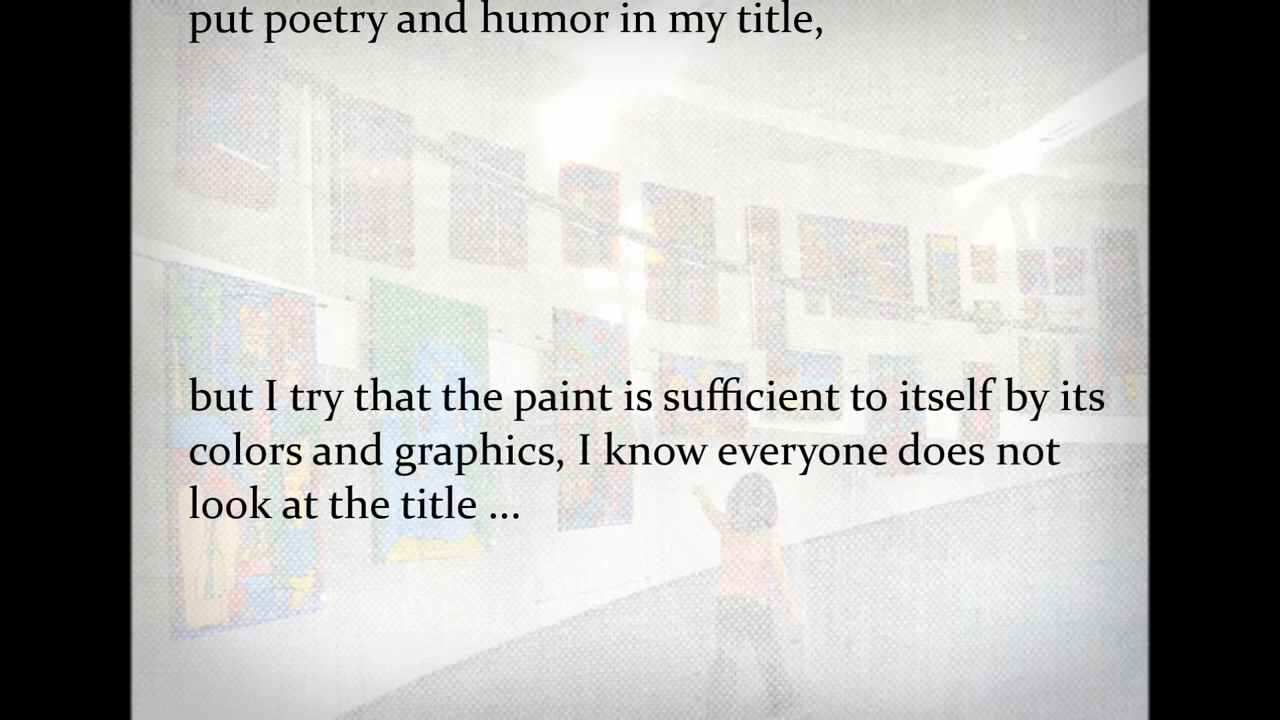 put poetry and humor in my title,
but I try that the paint is sufficient to itself by its
colors and graphics, I know everyone does not
look at the title ...